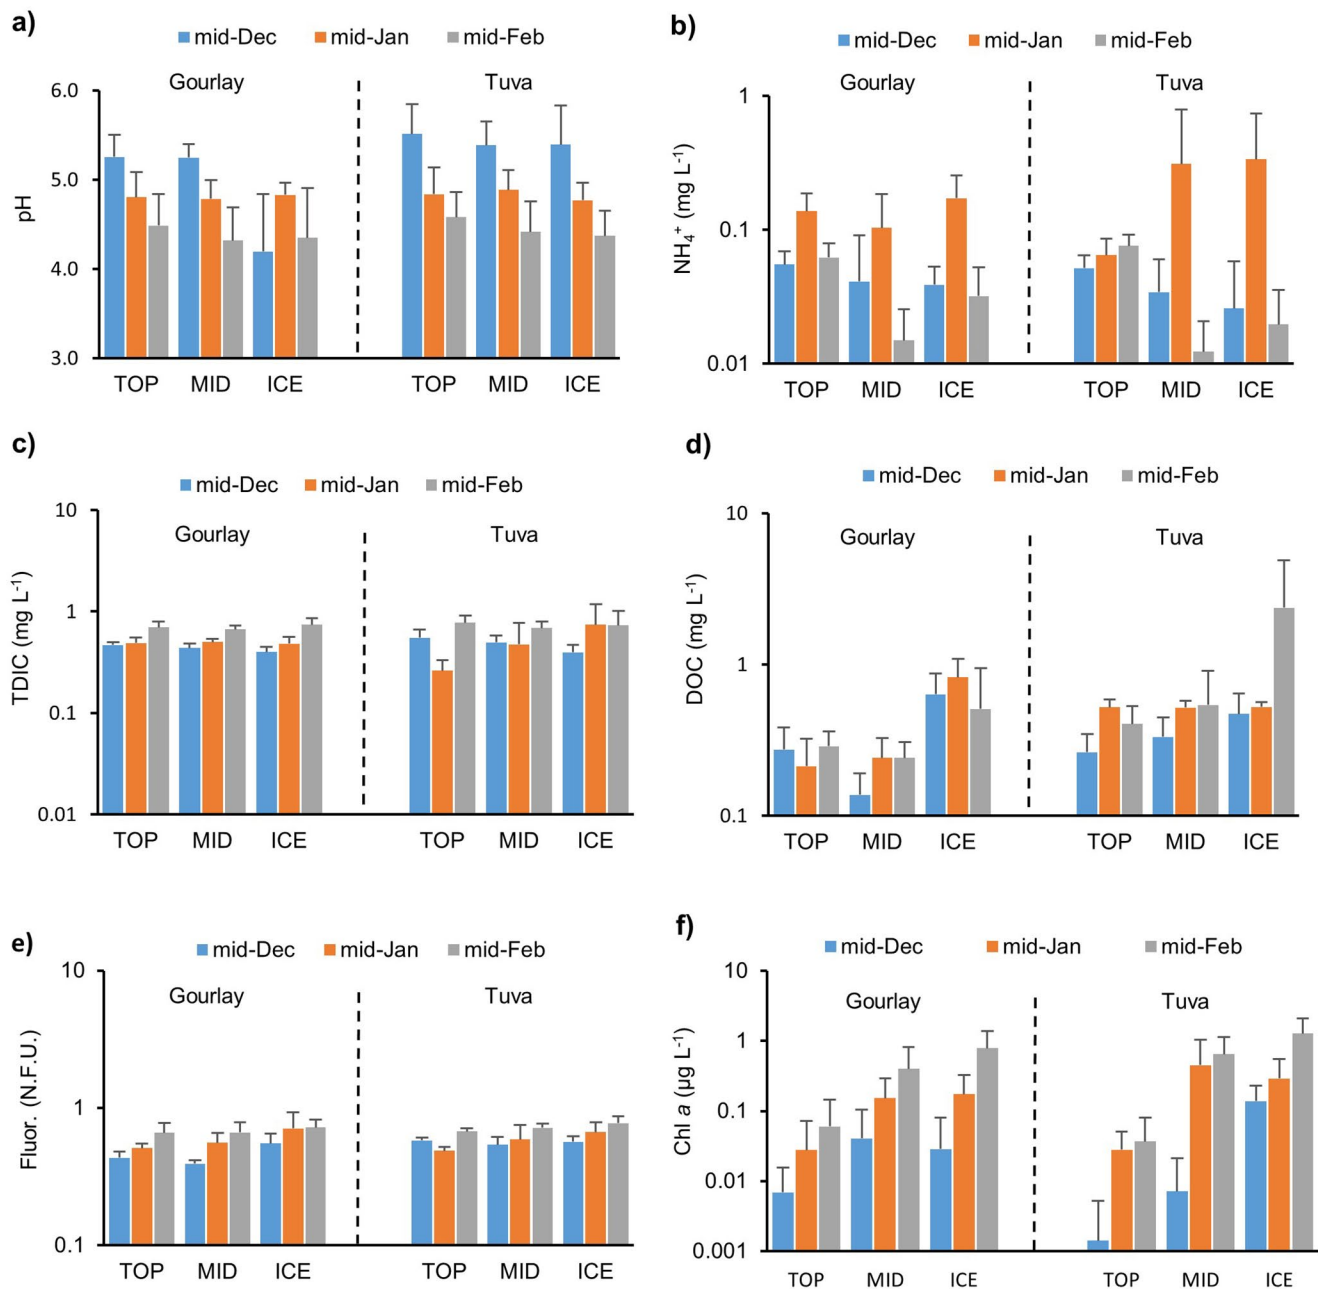 a)
mid-Dec mid-Jan mid-Feb
Gourlay Tuva
6.0
5.0
4.0
3.0
pH
TOP MID ICE TOP MID ICE
b)
mid-Dec mid-Jan mid-Feb
Gourlay Tuva
1
0.1
0.01
NH₄⁺ (mg L⁻¹)
TOP MID ICE TOP MID ICE
c)
mid-Dec mid-Jan mid-Feb
Gourlay Tuva
10
1
0.1
0.01
TDIC (mg L⁻¹)
TOP MID ICE TOP MID ICE
d)
mid-Dec mid-Jan mid-Feb
Gourlay Tuva
10
1
0.1
DOC (mg L⁻¹)
TOP MID ICE TOP MID ICE
e)
mid-Dec mid-Jan mid-Feb
Gourlay Tuva
10
1
0.1
Fluor. (N.F.U.)
TOP MID ICE TOP MID ICE
f)
mid-Dec mid-Jan mid-Feb
Gourlay Tuva
10
1
0.1
0.01
0.001
Chl a (µg L⁻¹)
TOP MID ICE TOP MID ICE